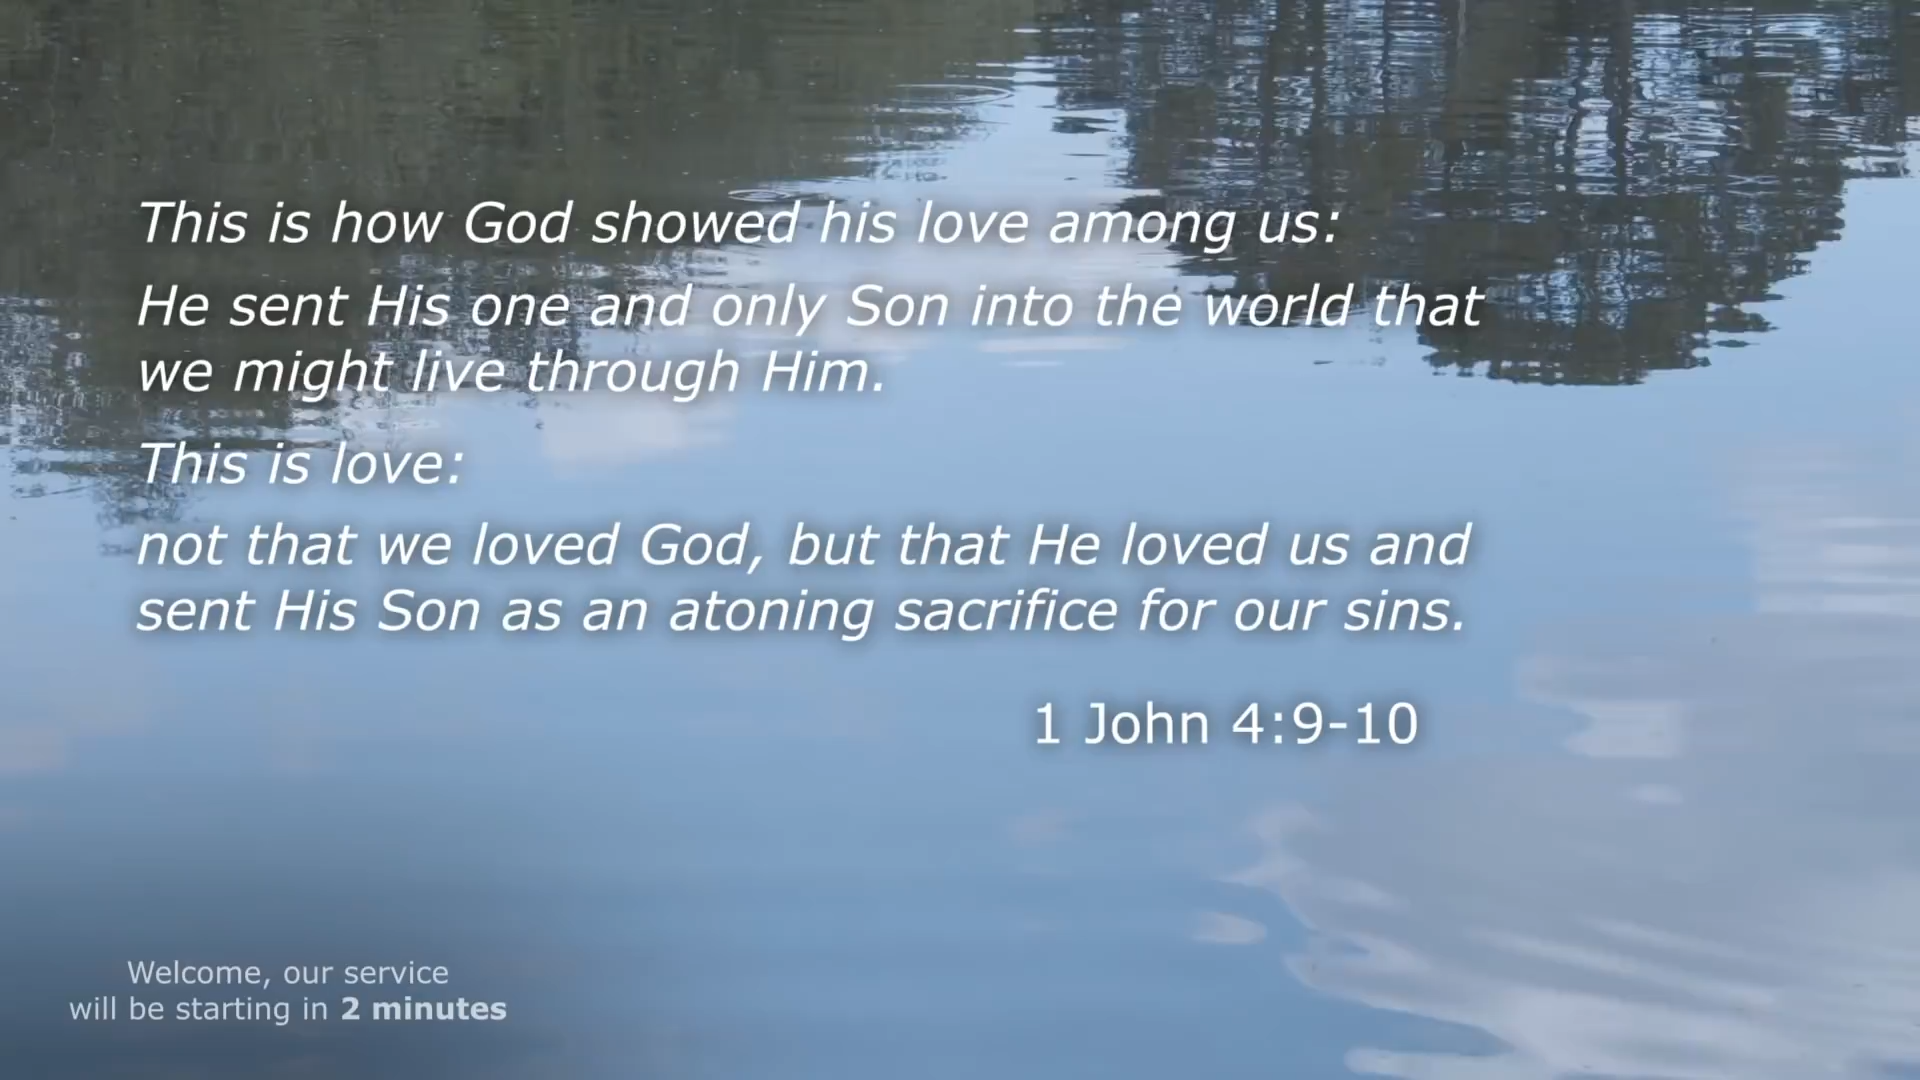 This is how God showed his love among us:
He sent His one and only Son into the world that
we might live through Him.
This is love:
not that we loved God, but that He loved us and
sent His Son as an atoning sacrifice for our sins.
1 John 4:9-10
Welcome, our service
will be starting in 2 minutes